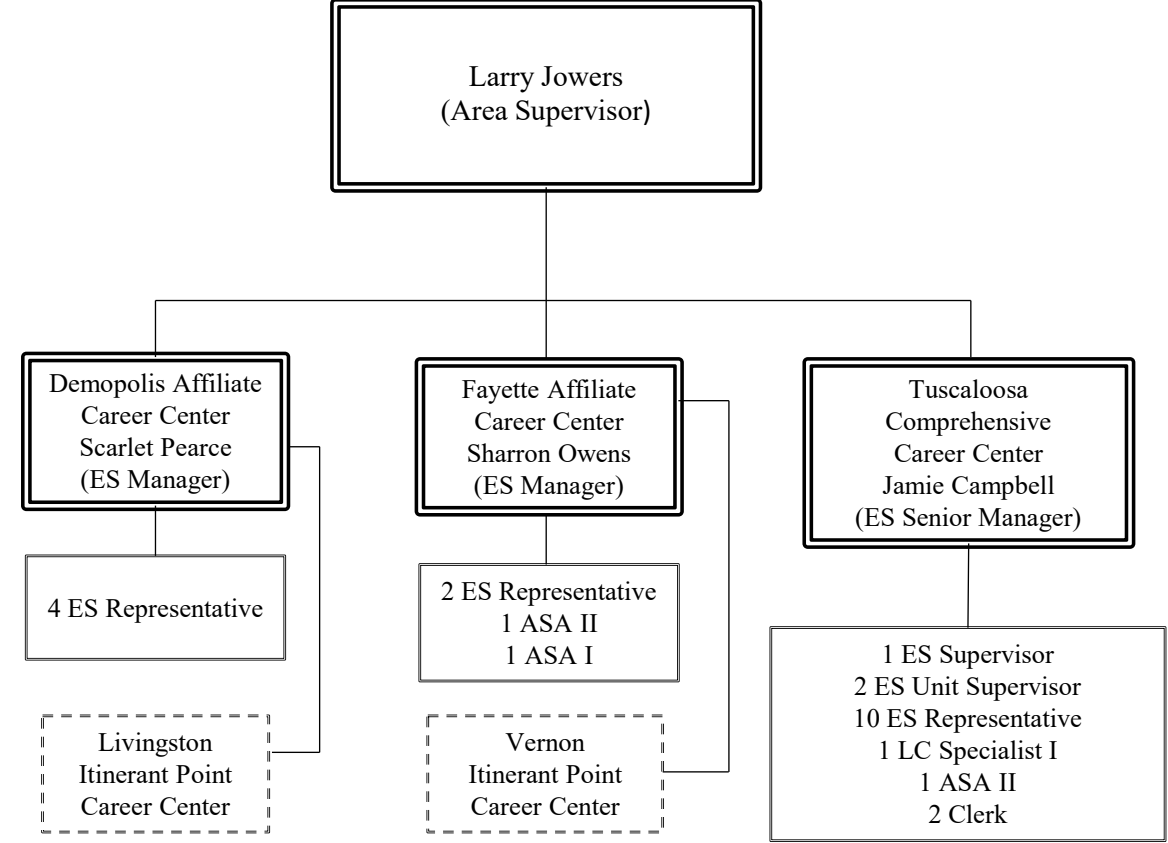 Larry Jowers
(Area Supervisor)
Demopolis Affiliate
Career Center
Scarlet Pearce
(ES Manager)
Fayette Affiliate
Career Center
Sharron Owens
(ES Manager)
Tuscaloosa
Comprehensive
Career Center
Jamie Campbell
(ES Senior Manager)
4 ES Representative
2 ES Representative
1 ASA II
1 ASA I
1 ES Supervisor
2 ES Unit Supervisor
10 ES Representative
1 LC Specialist I
1 ASA II
2 Clerk
Livingston
Itinerant Point
Career Center
Vernon
Itinerant Point
Career Center